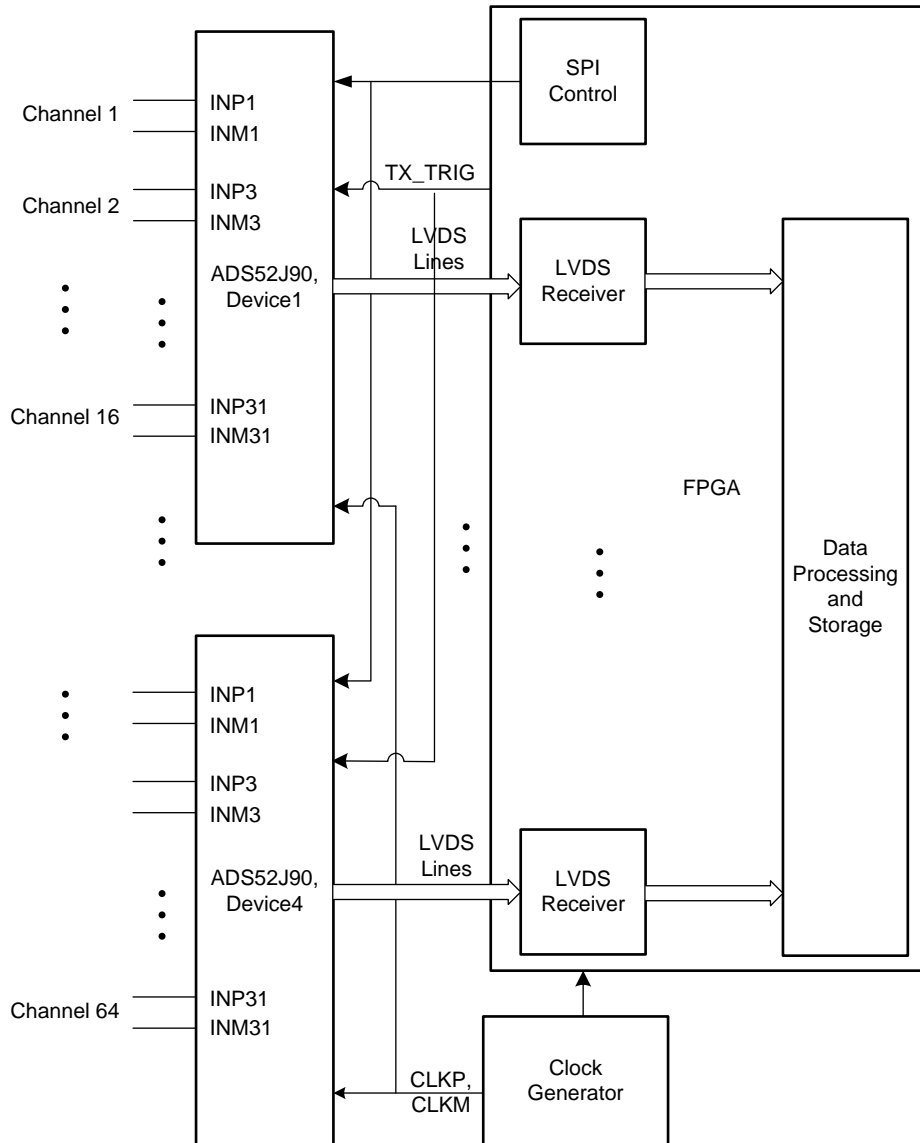 SPI
Control
Channel 1
INP1
INM1
TX_TRIG
Channel 2
INP3
INM3
LVDS
Lines
ADS52J90,
Device1
LVDS
Receiver
Channel 16
INP31
INM31
FPGA
Data
Processing
and
Storage
INP1
INM1
INP3
INM3
LVDS
Lines
ADS52J90,
Device4
LVDS
Receiver
Channel 64
INP31
INM31
CLKP,
CLKM
Clock
Generator